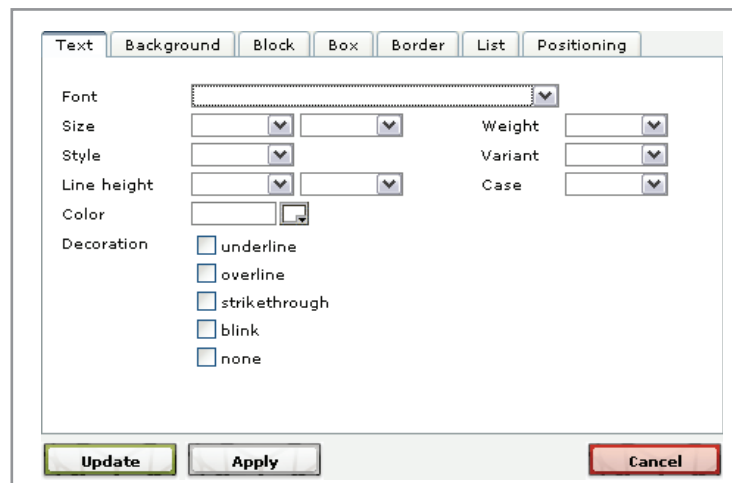 Text Background Block Box Border List Positioning
Font
Size Weight
Style Variant
Line height Case
Color
Decoration underline
overline
strikethrough
blink
none
Update Apply Cancel